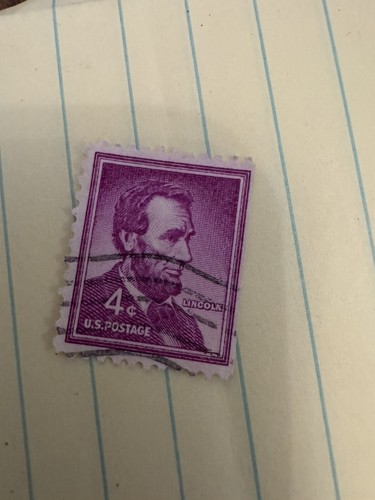 LINCOLN
4¢
U.S. POSTAGE